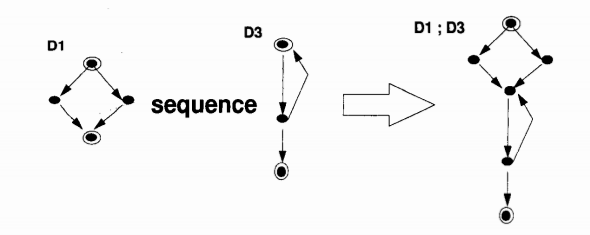 D1
D3
D1 ; D3
sequence